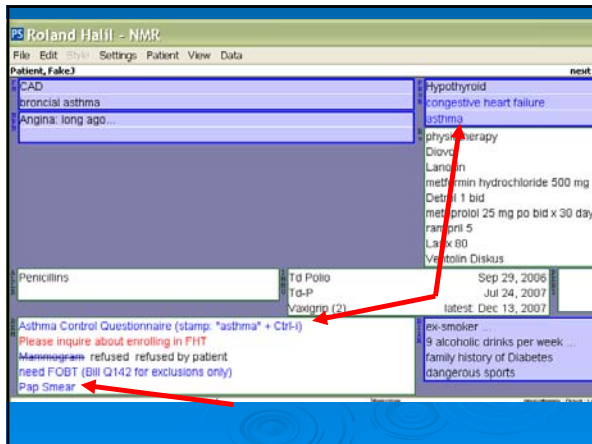 PS Roland Halil - NMR
File Edit Style Settings Patient View Data
Patient, FakeJ next
CAD
broncial asthma
Angina: long ago...
Hypothyroid
congestive heart failure
asthma
physiotherapy
Diovol
Lanoxin
metformin hydrochloride 500 mg
Detrol 1 bid
metoprolol 25 mg po bid x 30 day
ramipril 5
Lasix 80
Ventolin Diskus
Penicillins
Td Polio Sep 29, 2006
Td-P Jul 24, 2007
Vaxigrip (2) latest: Dec 13, 2007
Asthma Control Questionnaire (stamp: "asthma" + Ctrl-i)
Please inquire about enrolling in FHT
Mammogram refused refused by patient
need FOBT (Bill Q142 for exclusions only)
Pap Smear
ex-smoker ...
9 alcoholic drinks per week ...
family history of Diabetes
dangerous sports